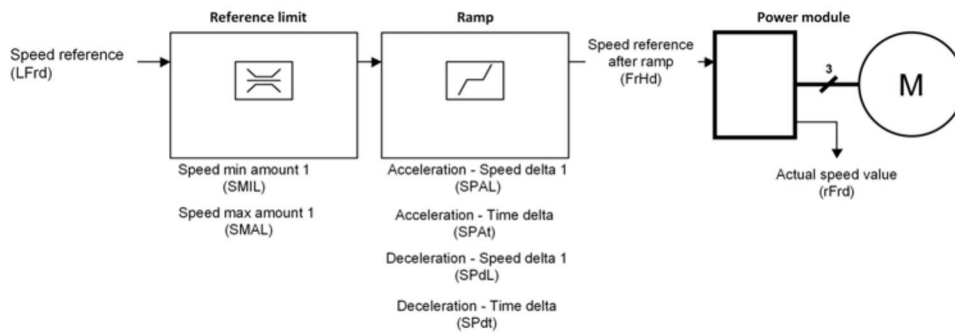 Reference limit
Ramp
Power module
Speed reference
(LFrd)
Speed reference
after ramp
(FrHd)
3
M
Speed min amount 1
(SMIL)
Speed max amount 1
(SMAL)
Acceleration - Speed delta 1
(SPAL)
Acceleration - Time delta
(SPAt)
Deceleration - Speed delta 1
(SPdL)
Deceleration - Time delta
(SPdt)
Actual speed value
(rFrd)